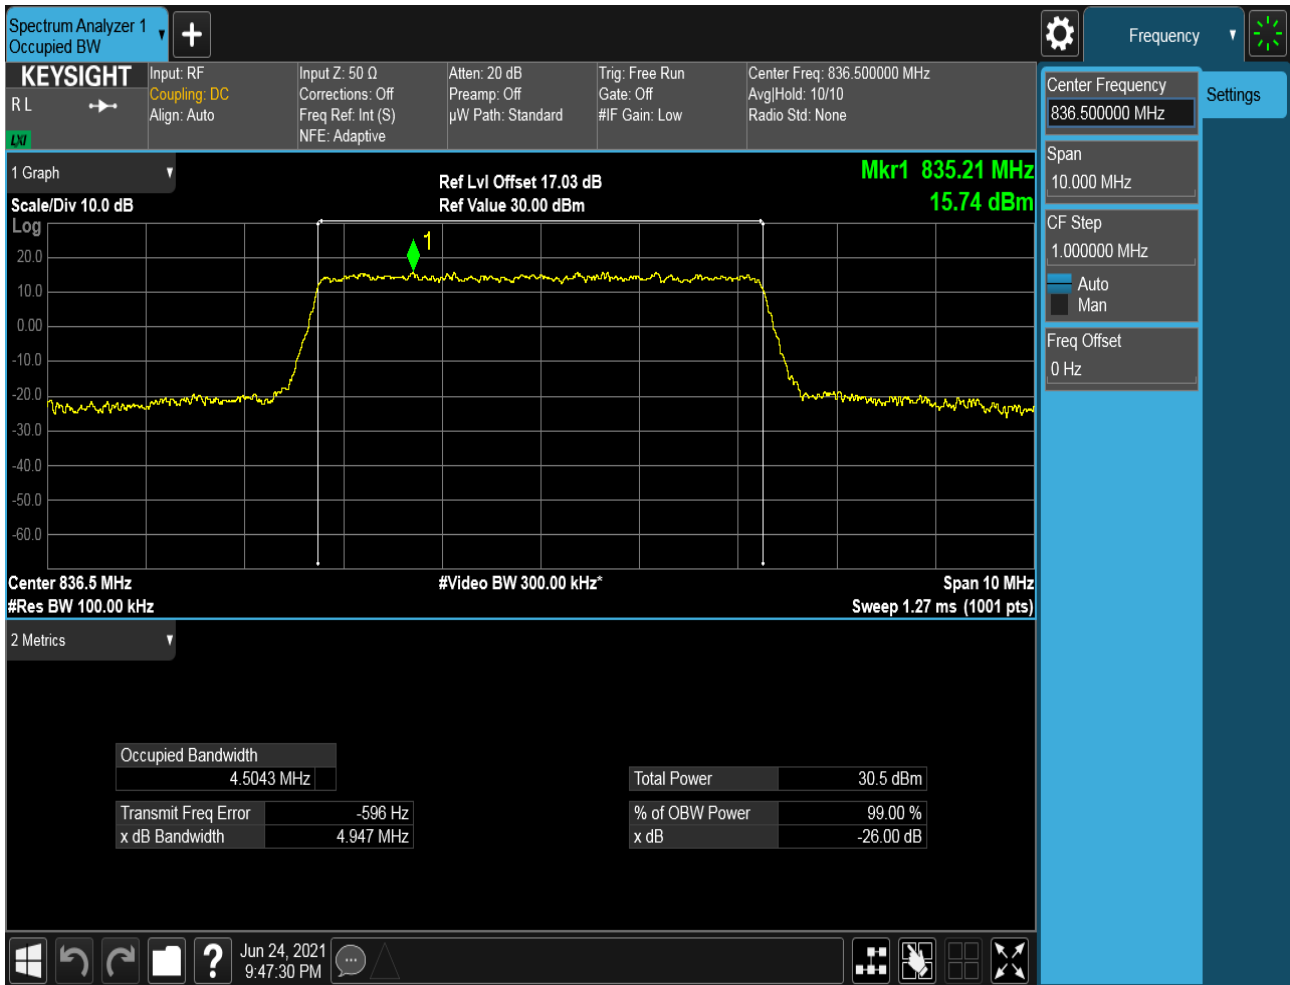 Spectrum Analyzer 1
Occupied BW
Frequency
KEYSIGHT
R L
LXI
Input: RF
Coupling: DC
Align: Auto
Input Z: 50 Ω
Corrections: Off
Freq Ref: Int (S)
NFE: Adaptive
Atten: 20 dB
Preamp: Off
µW Path: Standard
Trig: Free Run
Gate: Off
#IF Gain: Low
Center Freq: 836.500000 MHz
Avg|Hold: 10/10
Radio Std: None
Center Frequency
836.500000 MHz
Settings
Span
10.000 MHz
CF Step
1.000000 MHz
Auto
Man
Freq Offset
0 Hz
1 Graph
Scale/Div 10.0 dB
Log
Ref Lvl Offset 17.03 dB
Ref Value 30.00 dBm
Mkr1 835.21 MHz
15.74 dBm
1
20.0
10.0
0.00
-10.0
-20.0
-30.0
-40.0
-50.0
-60.0
Center 836.5 MHz
#Res BW 100.00 kHz
#Video BW 300.00 kHz*
Span 10 MHz
Sweep 1.27 ms (1001 pts)
2 Metrics
Occupied Bandwidth
4.5043 MHz
Transmit Freq Error -596 Hz
x dB Bandwidth 4.947 MHz
Total Power 30.5 dBm
% of OBW Power 99.00 %
x dB -26.00 dB
?
Jun 24, 2021
9:47:30 PM